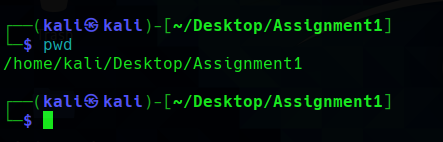 ┌──(kali㉿kali)-[~/Desktop/Assignment1]
└─$ pwd
/home/kali/Desktop/Assignment1
┌──(kali㉿kali)-[~/Desktop/Assignment1]
└─$